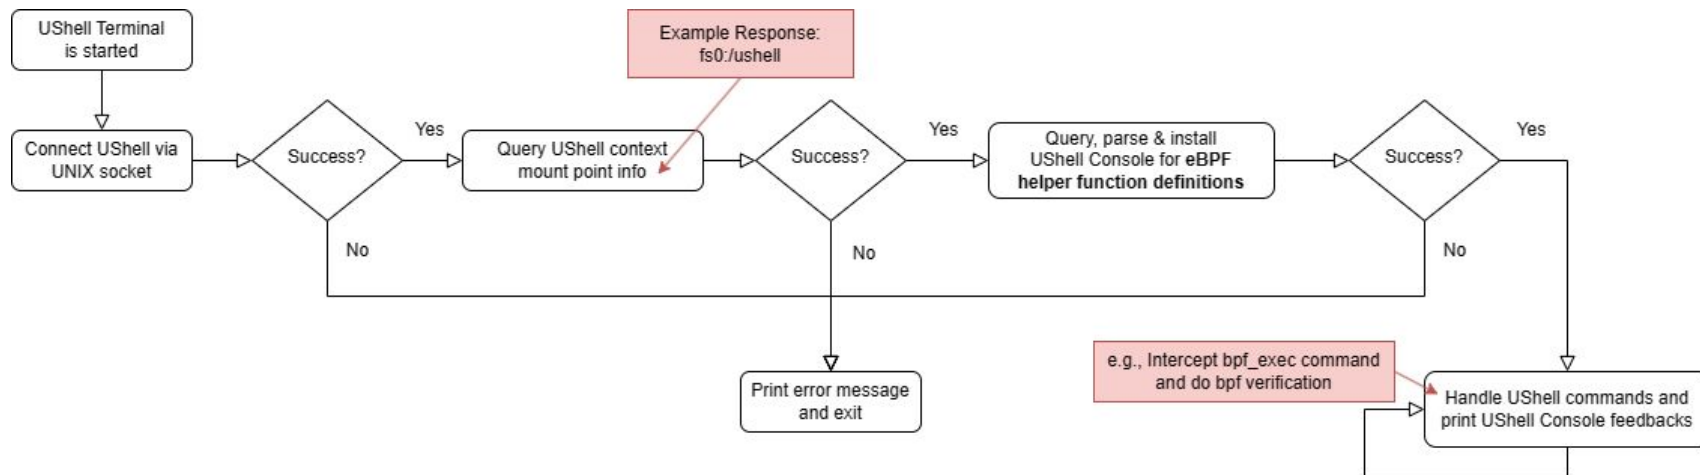 UShell Terminal
is started
Example Response:
fs0:/ushell
Connect UShell via
UNIX socket
Success?
Yes
No
Query UShell context
mount point info
Success?
Yes
No
Query, parse & install
UShell Console for eBPF
helper function definitions
Success?
Yes
No
Print error message
and exit
e.g., Intercept bpf_exec command
and do bpf verification
Handle UShell commands and
print UShell Console feedbacks